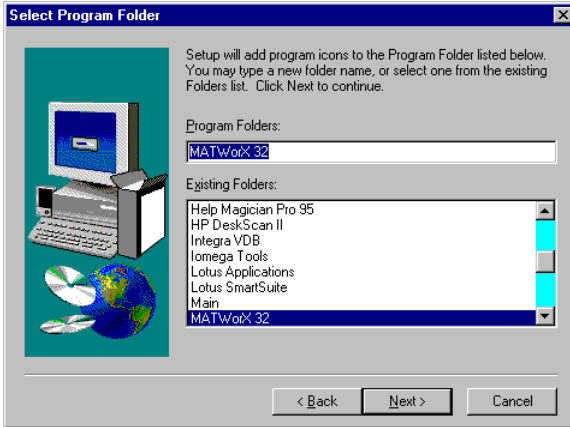 Select Program Folder
Setup will add program icons to the Program Folder listed below.
You may type a new folder name, or select one from the existing
Folders list. Click Next to continue.
Program Folders:
MATWorX 32
Existing Folders:
Help Magician Pro 95
HP DeskScan II
Integra VDB
Iomega Tools
Lotus Applications
Lotus SmartSuite
Main
MATWorX 32
< Back
Next >
Cancel